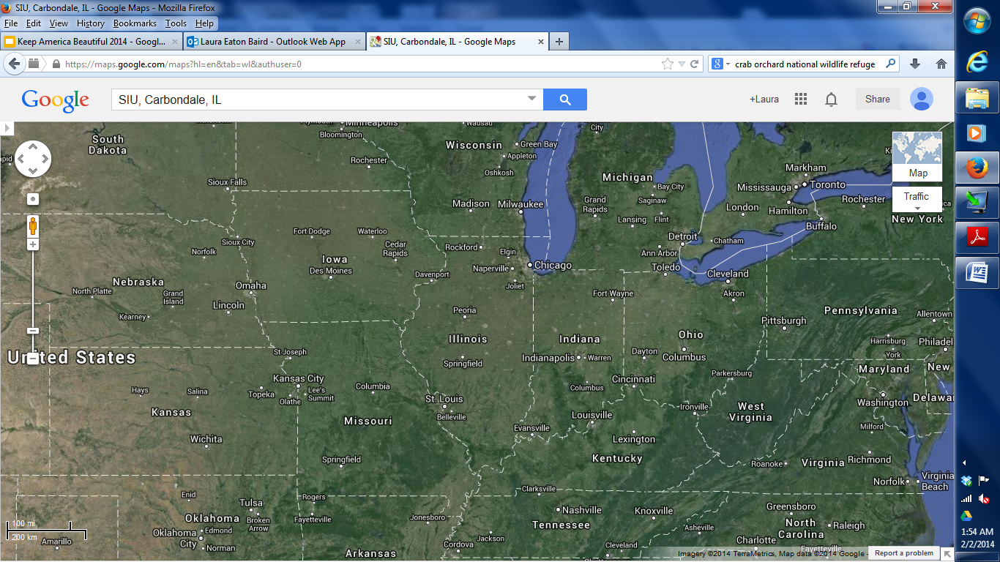 SIU, Carbondale, IL - Google Maps - Mozilla Firefox
File Edit View History Bookmarks Tools Help
Keep America Beautiful 2014 - Googl...
Laura Eaton Baird - Outlook Web App
SIU, Carbondale, IL - Google Maps
https://maps.google.com/maps?hl=en&tab=wl&authuser=0
crab orchard national wildlife refuge
Google
SIU, Carbondale, IL
+Laura
Share
Map
Traffic
South Dakota
Minneapolis
Bloomington
Rochester
Wausau
Wisconsin
Green Bay
Appleton
Oshkosh
City
Michigan
Bay City
Saginaw
Markham
Mississauga
Toronto
Hamilton
Rochester
London
Buffalo
New York
Sioux Falls
Madison
Milwaukee
Grand Rapids
Lansing
Flint
Detroit
Chatham
Ann Arbor
Toledo
Cleveland
Akron
Sioux City
Fort Dodge
Waterloo
Cedar Rapids
Rockford
Elgin
Norfolk
Iowa
Des Moines
Davenport
Naperville
Chicago
Joliet
Nebraska
Omaha
North Platte
Grand Island
Lincoln
Kearney
Fort Wayne
Peoria
Pennsylvania
Pittsburgh
Allentown
Illinois
Indiana
Ohio
Harrisburg
Philadel
York
United States
St Joseph
Springfield
Indianapolis
Warren
Dayton
Columbus
Maryland
New
Kansas City
Columbia
Columbus
Cincinnati
Parkersburg
Hays
Salina
Topeka
Lee's Summit
Olathe
St. Louis
Belleville
Washington
Delawa
Kansas
Missouri
Louisville
Ironville
West Virginia
Evansville
Milford
Wichita
Lexington
Springfield
Kentucky
Roanoke
Virginia
Richmond
Norfolk
Virginia Beach
Clarksville
Enid
Rogers
Tulsa
Broken Arrow
Fayetteville
Jonesboro
Nashville
Knoxville
Greensboro
Oklahoma
Edmond
Oklahoma City
Norman
Tennessee
Asheville
North Carolina
Raleigh
Jackson
Cordova
Cleveland
Charlotte
Fayetteville
Amarillo
Arkansas
100 mi
200 km
Imagery ©2014 TerraMetrics, Map data ©2014 Google -
Report a problem
1:54 AM
2/2/2014